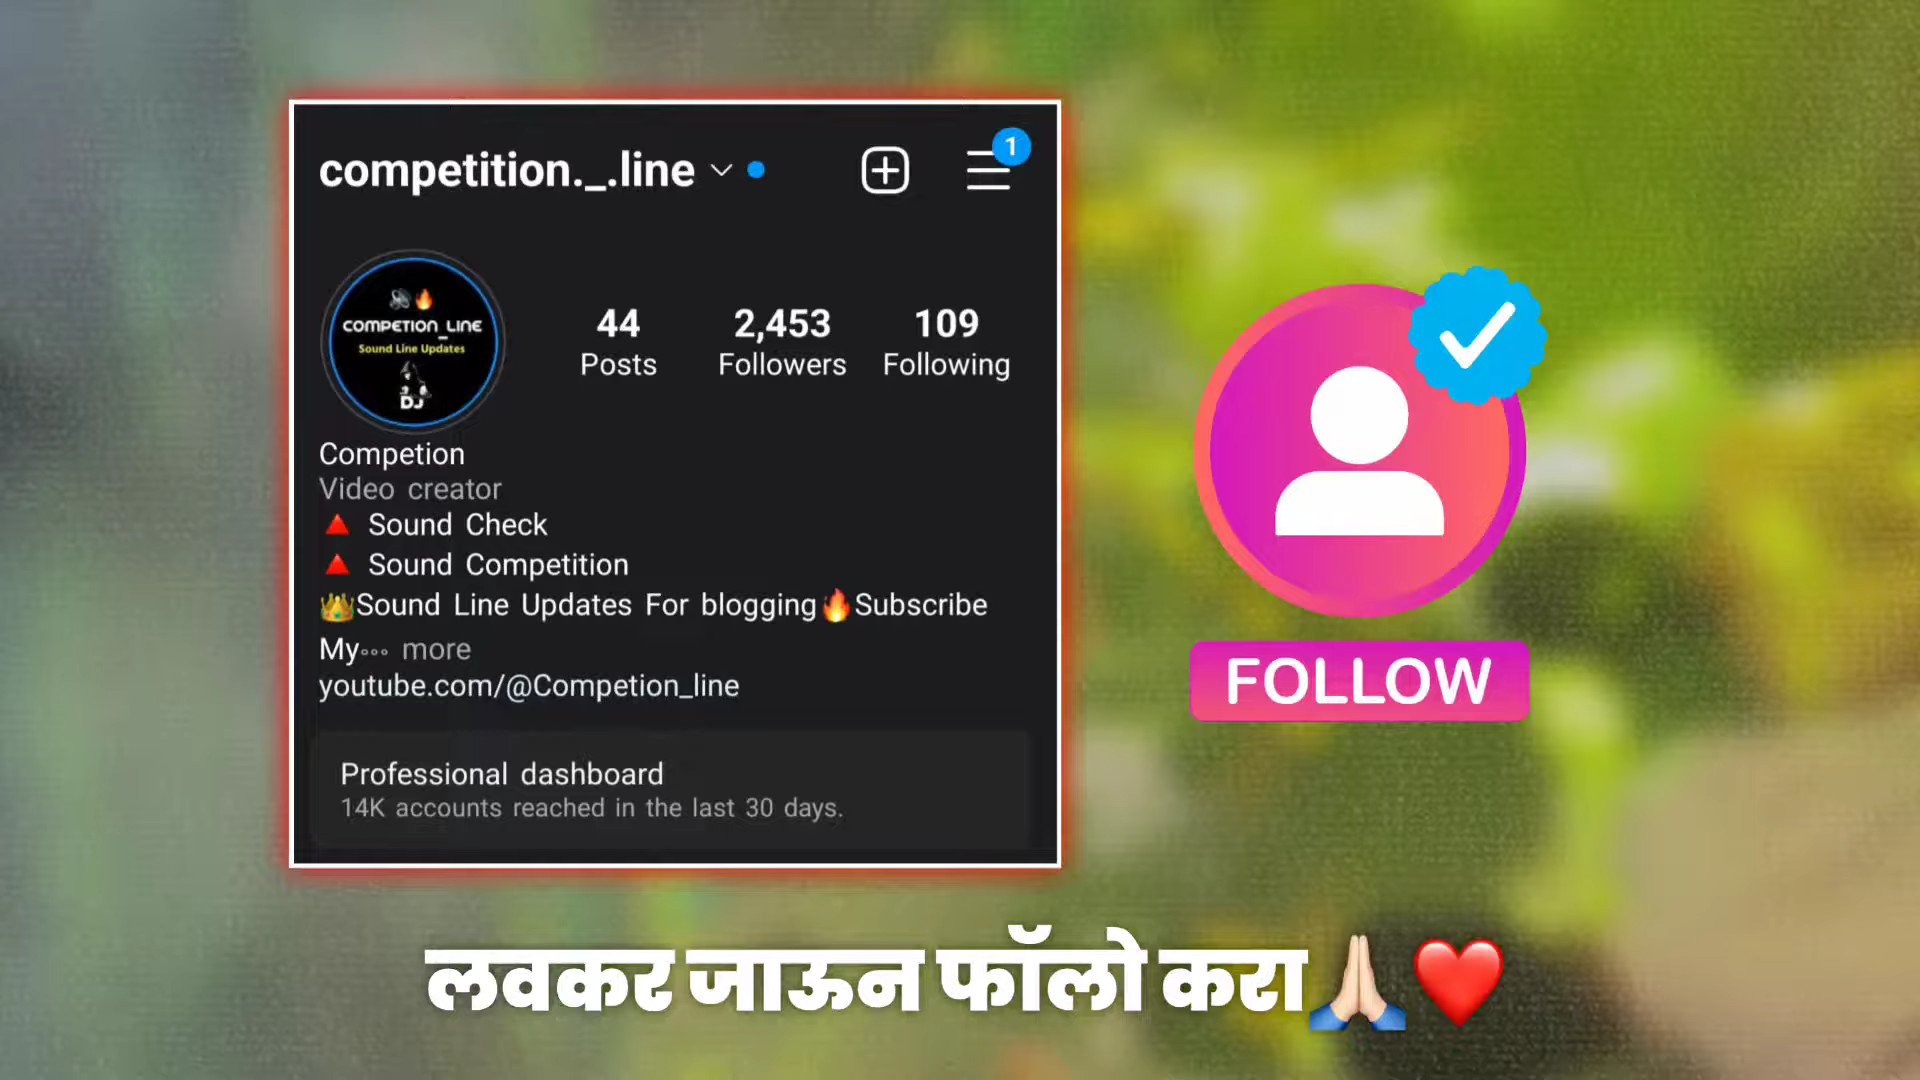 competition._.line
1
COMPETION_LINE
Sound Line Updates
DJ
44
Posts
2,453
Followers
109
Following
Competion
Video creator
🔺 Sound Check
🔺 Sound Competition
👑Sound Line Updates For blogging🔥Subscribe
My... more
youtube.com/@Competion_line
Professional dashboard
14K accounts reached in the last 30 days.
FOLLOW
लवकर जाऊन फॉलो करा🙏🏻❤️